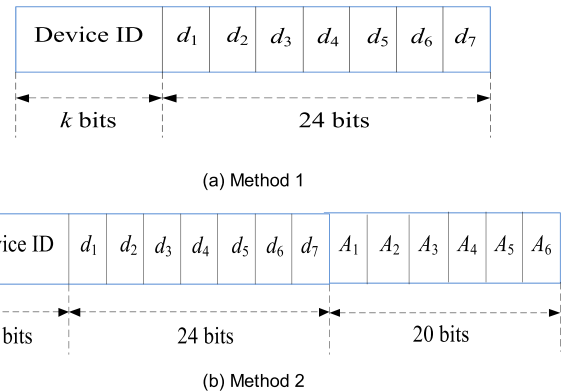 Device ID d1 d2 d3 d4 d5 d6 d7
k bits 24 bits
(a) Method 1
vice ID d1 d2 d3 d4 d5 d6 d7 A1 A2 A3 A4 A5 A6
bits 24 bits 20 bits
(b) Method 2